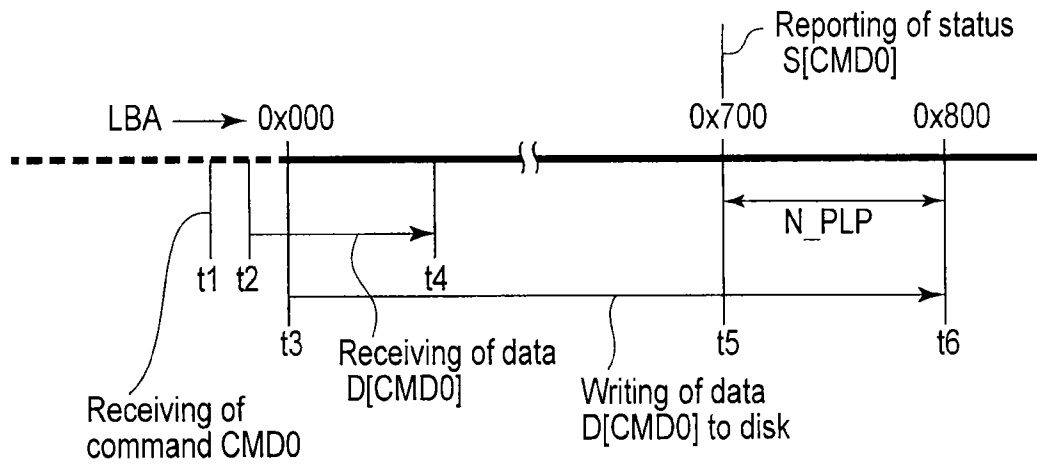 Reporting of status
S[CMD0]
LBA → 0x000
0x700
0x800
N_PLP
t1
t2
t4
t3
t5
t6
Receiving of data
D[CMD0]
Writing of data
D[CMD0] to disk
Receiving of
command CMD0